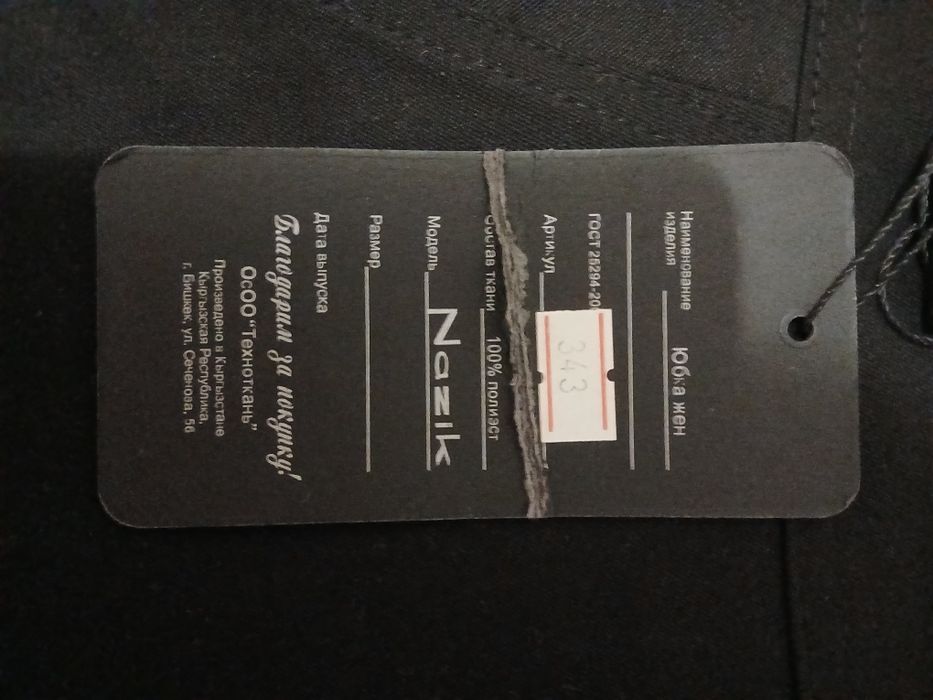 Наименование
изделия Юбка жен
ГОСТ 25294-20
343
Артикул
Состав ткани 100% полиэст
Модель Nazik
Размер
Дата выпуска
Благодарим за покупку!
ОсОО "Техноткань"
Произведено в Кыргызстане
Кыргызская Республика,
г. Бишкек, ул. Сеченова, 56